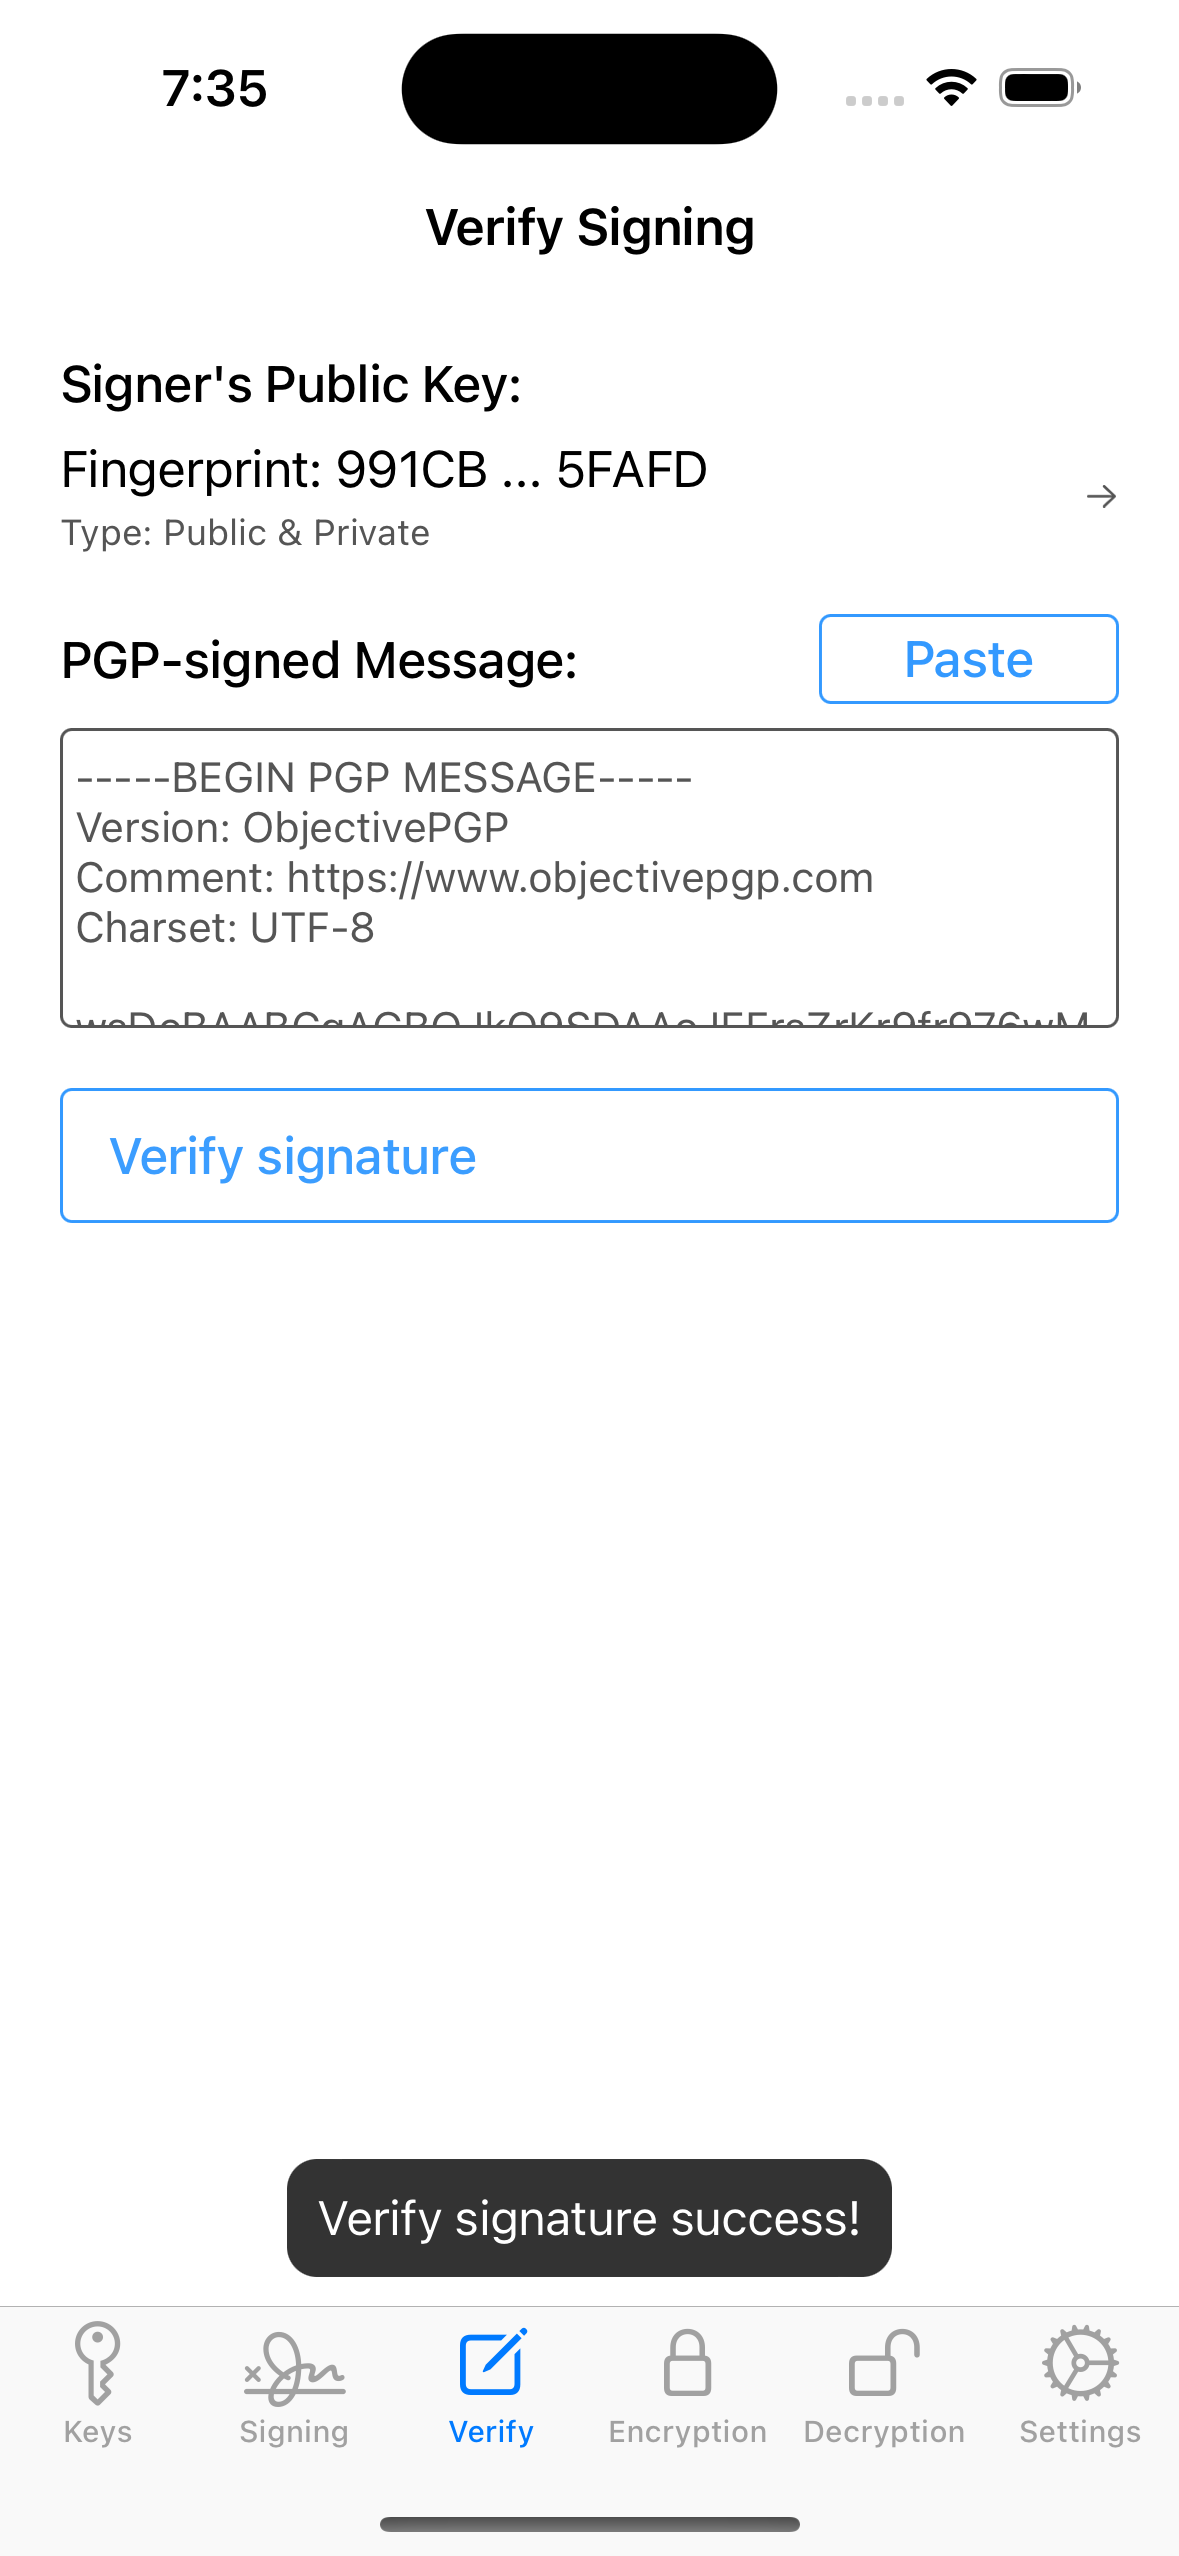 7:35
Verify Signing
Signer's Public Key:
Fingerprint: 991CB ... 5FAFD
Type: Public & Private
PGP-signed Message:
Paste
-----BEGIN PGP MESSAGE-----
Version: ObjectivePGP
Comment: https://www.objectivepgp.com
Charset: UTF-8
Verify signature
Verify signature success!
Keys
Signing
Verify
Encryption
Decryption
Settings